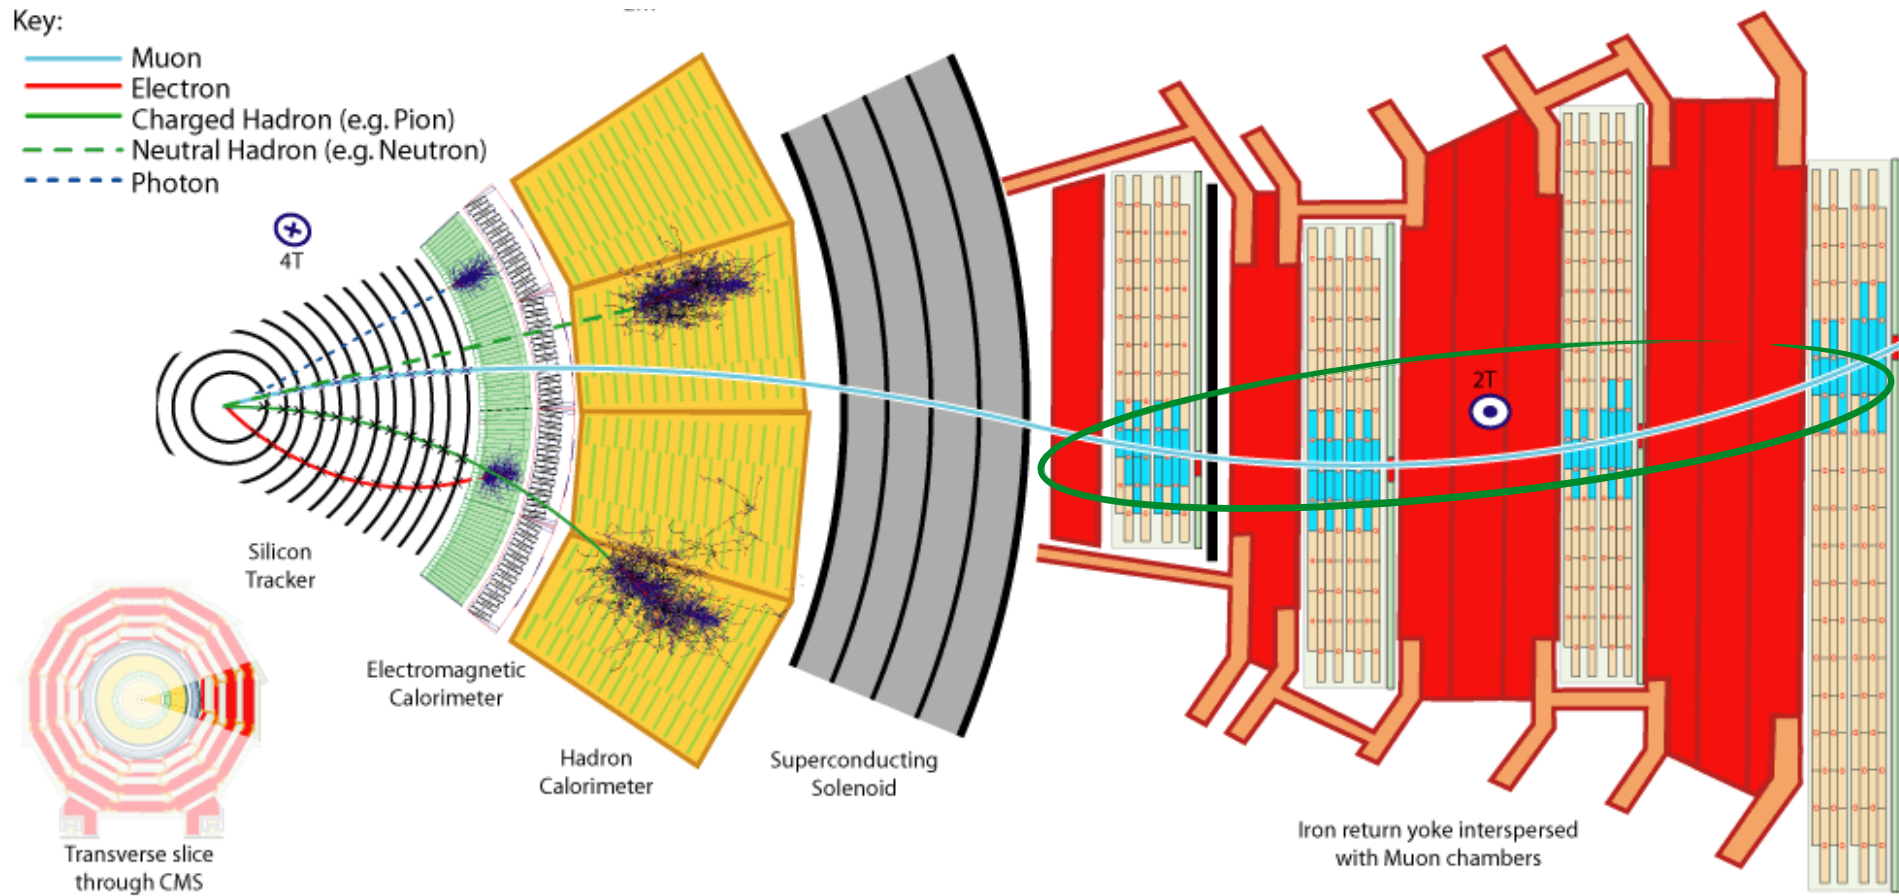 Key:
Muon
Electron
Charged Hadron (e.g. Pion)
Neutral Hadron (e.g. Neutron)
Photon
4T
2T
Silicon
Tracker
Electromagnetic
Calorimeter
Hadron
Calorimeter
Superconducting
Solenoid
Iron return yoke interspersed
with Muon chambers
Transverse slice
through CMS